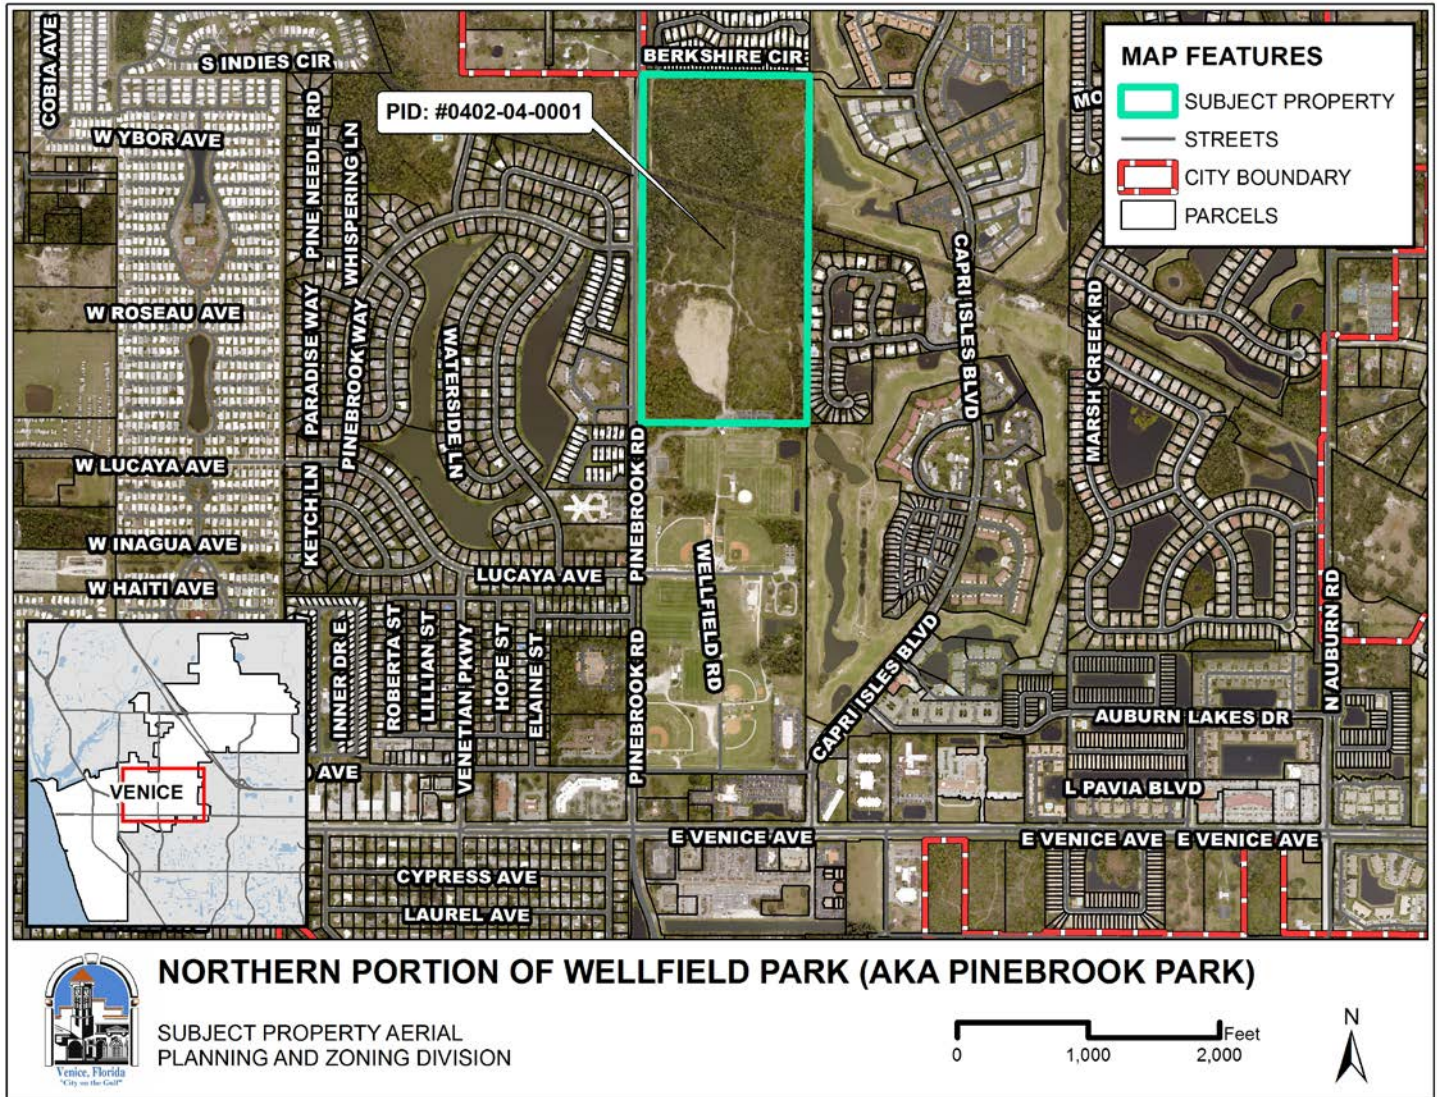 COBIA AVE
S INDIES CIR
BERKSHIRE CIR
MAP FEATURES
SUBJECT PROPERTY
STREETS
CITY BOUNDARY
PARCELS
PID: #0402-04-0001
W YBOR AVE
PINE NEEDLE RD
WHISPERING LN
MO
W ROSEAU AVE
PARADISE WAY
PINEBROOK WAY
WATERSIDE LN
CAPRI ISLES BLVD
MARSH CREEK RD
W LUCAYA AVE
KETCH LN
PINEBROOK RD
W INAGUA AVE
W HAITI AVE
LUCAYA AVE
WELLFIELD RD
N AUBURN RD
INNER DR E
ROBERTA ST
LILLIAN ST
VENETIAN PKWY
HOPE ST
ELAINE ST
PINEBROOK RD
CAPRI ISLES BLVD
AUBURN LAKES DR
AVE
L PAVIA BLVD
VENICE
E VENICE AVE
E VENICE AVE
E VENICE AVE
CYPRESS AVE
LAUREL AVE
NORTHERN PORTION OF WELLFIELD PARK (AKA PINEBROOK PARK)
SUBJECT PROPERTY AERIAL
PLANNING AND ZONING DIVISION
Venice, Florida
"City on the Gulf"
Feet
0 1,000 2,000
N